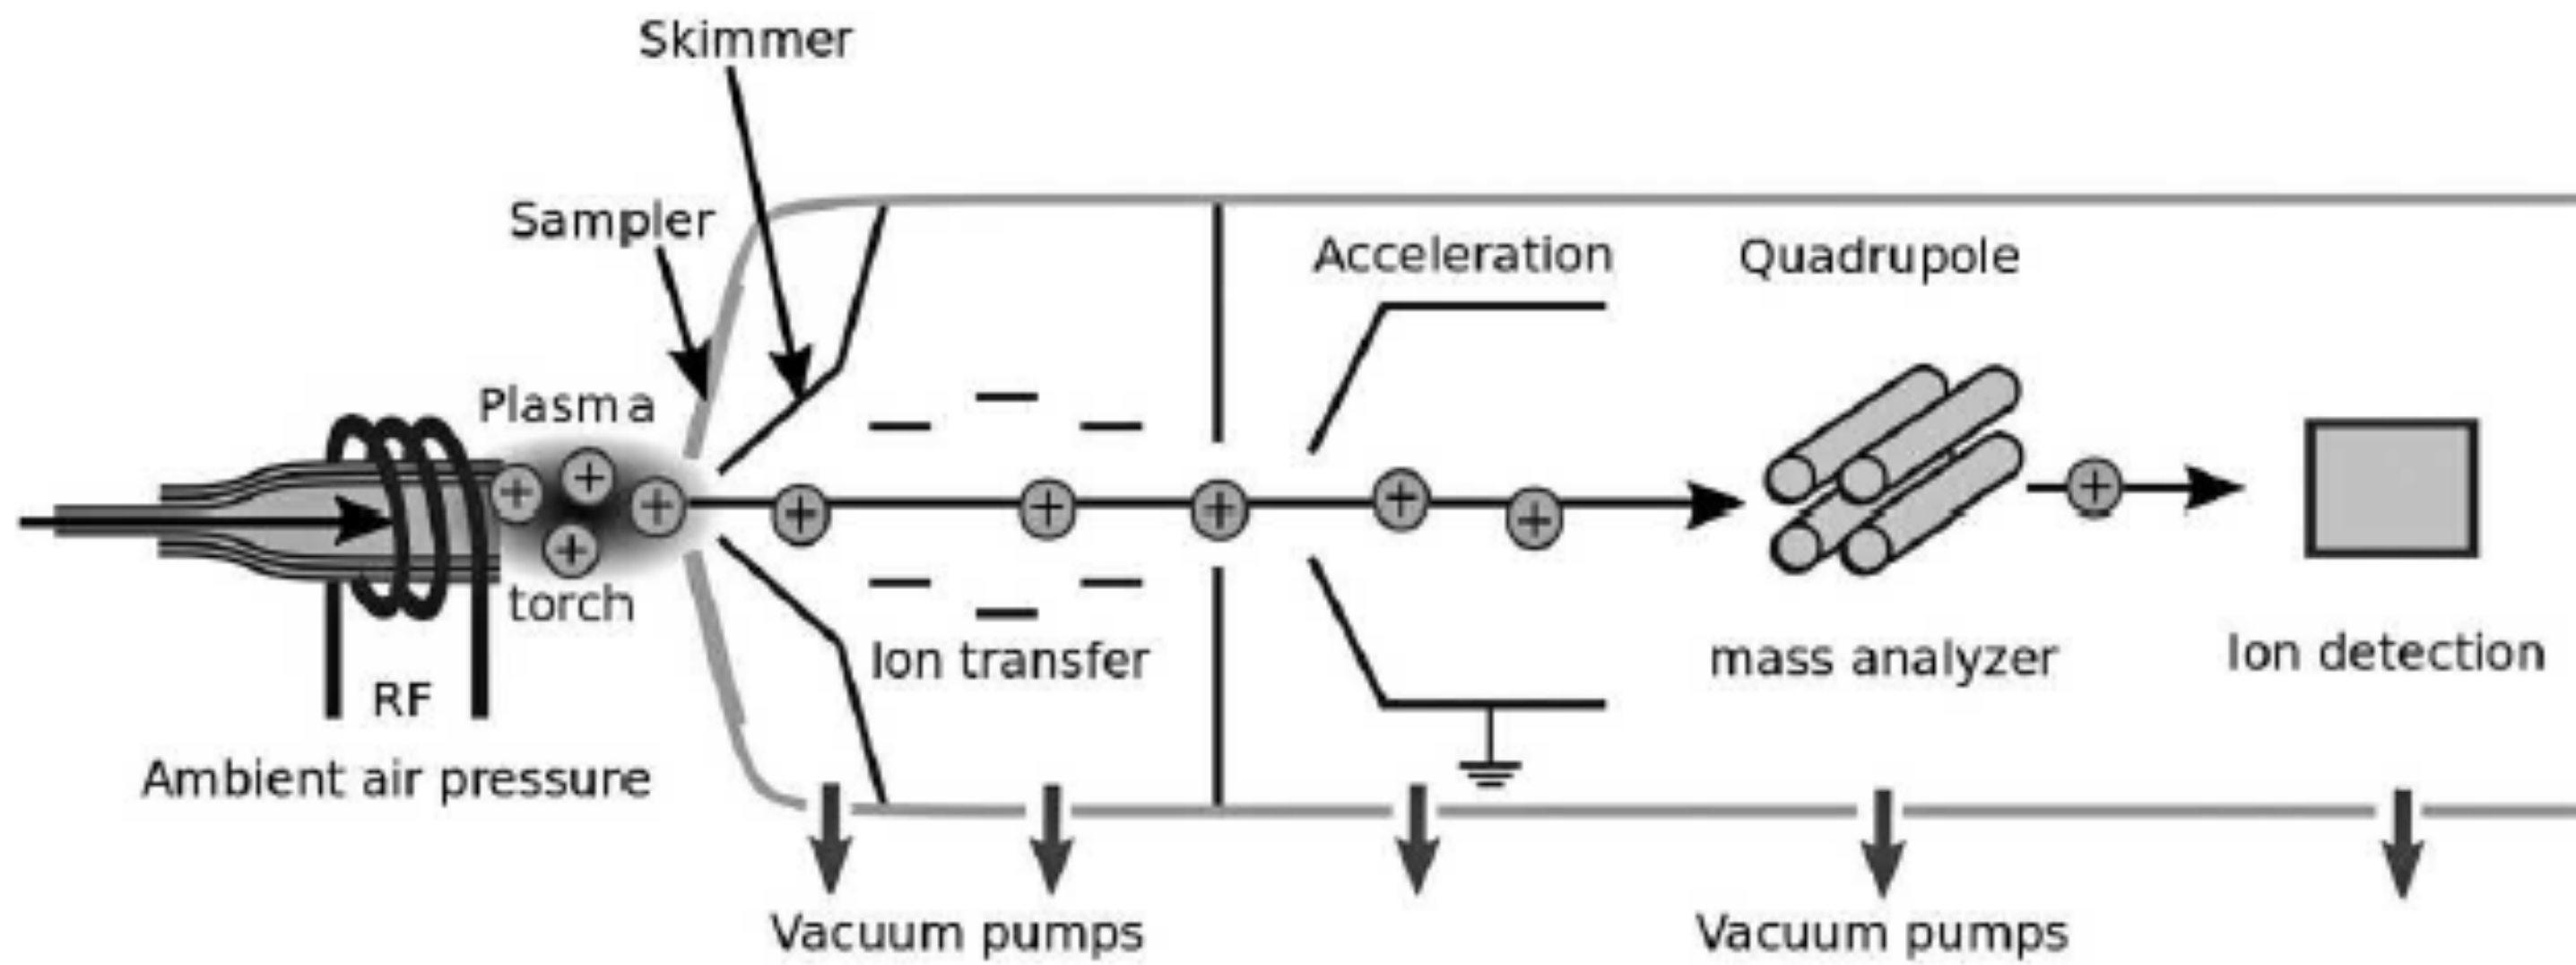 Skimmer
Sampler
Acceleration
Quadrupole
Plasma
torch
RF
Ion transfer
mass analyzer
Ion detection
Ambient air pressure
Vacuum pumps
Vacuum pumps